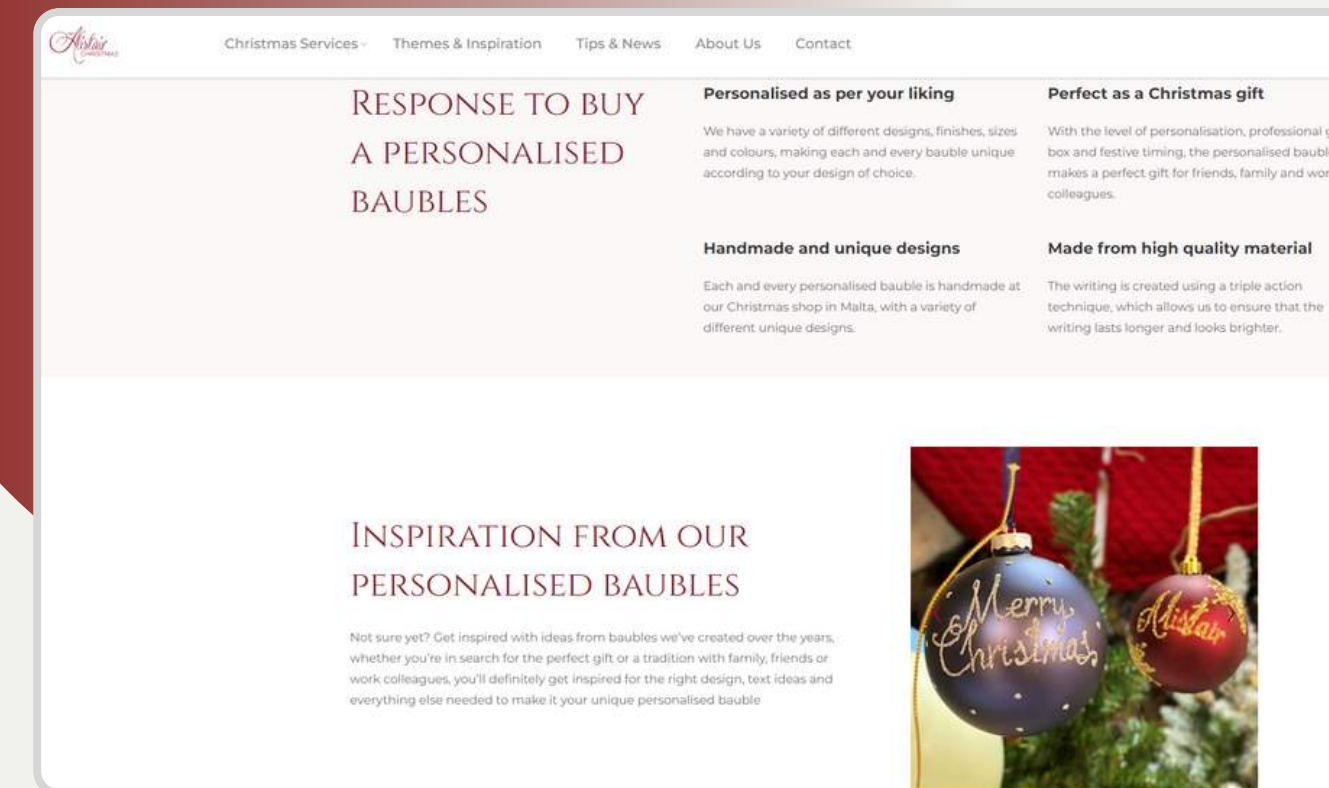 Alistair
CHRISTMAS
Christmas Services
Themes & Inspiration
Tips & News
About Us
Contact
RESPONSE TO BUY
A PERSONALISED
BAUBLES
Personalised as per your liking
We have a variety of different designs, finishes, sizes
and colours, making each and every bauble unique
according to your design of choice.
Perfect as a Christmas gift
With the level of personalisation, professional
box and festive timing, the personalised
makes a perfect gift for friends, family and
colleagues.
Handmade and unique designs
Each and every personalised bauble is handmade at
our Christmas shop in Malta, with a variety of
different unique designs.
Made from high quality material
The writing is created using a triple action
technique, which allows us to ensure that the
writing lasts longer and looks brighter.
INSPIRATION FROM OUR
PERSONALISED BAUBLES
Not sure yet? Get inspired with ideas from baubles we've created over the years,
whether you're in search for the perfect gift or a tradition with family, friends or
work colleagues, you'll definitely get inspired for the right design, text ideas and
everything else needed to make it your unique personalised bauble
Merry
Christmas
Alistair